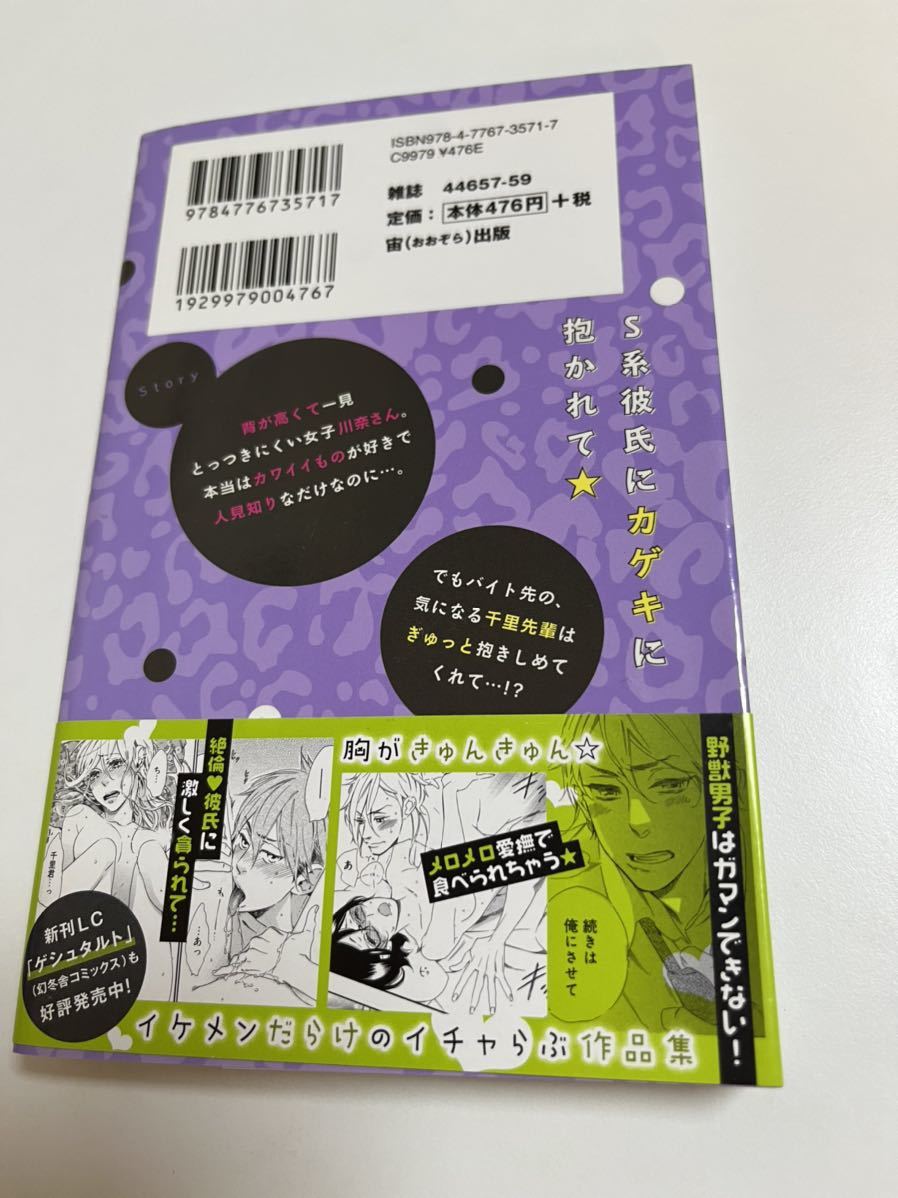 ISBN978-4-7767-3571-7
C9979 ¥476E
9784776735717
雑誌 44657-59
定価：本体476円+税
宙(おおぞら)出版
1929979004767
S系彼氏にカゲキに
抱かれて★
Story
背が高くて一見
とっつきにくい女子川奈さん。
本当はカワイイものが好きで
人見知りなだけなのに…。
でもバイト先の、
気になる千里先輩は
ぎゅっと抱きしめて
くれて…!?
野獣男子はガマンできない!
胸がきゅんきゅん☆
続きは
俺にさせて
メロメロ愛撫で
食べられちゃう★
絶倫♥彼氏に
激しく貪られて…
千里君…っ
…あっ
新刊LC
「ゲシュタルト」
(幻冬舎コミックス)も
好評発売中!
イケメンだらけのイチャらぶ作品集